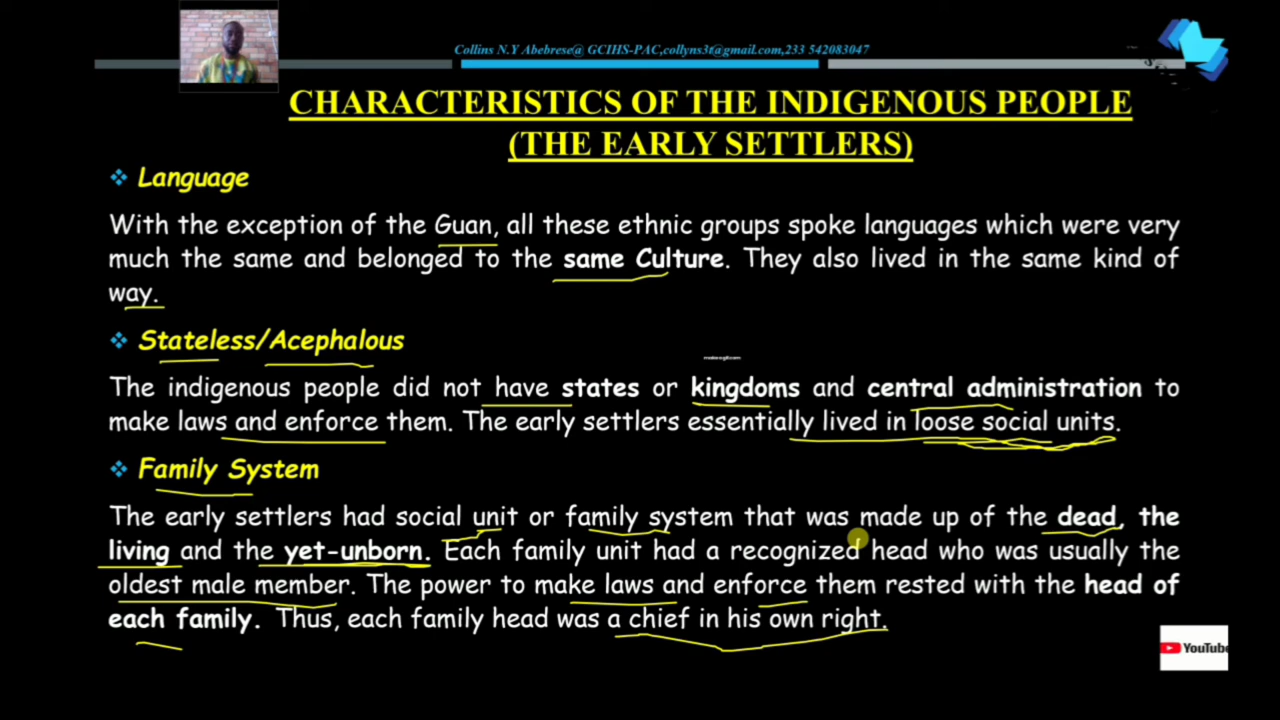 Collins N.Y Abebrese@ GCIHS-PAC,collyns3t@gmail.com,233 542083047
CHARACTERISTICS OF THE INDIGENOUS PEOPLE
(THE EARLY SETTLERS)
Language
With the exception of the Guan, all these ethnic groups spoke languages which were very
much the same and belonged to the same Culture. They also lived in the same kind of
way.
Stateless/Acephalous
The indigenous people did not have states or kingdoms and central administration to
make laws and enforce them. The early settlers essentially lived in loose social units.
Family System
The early settlers had social unit or family system that was made up of the dead, the
living and the yet-unborn. Each family unit had a recognized head who was usually the
oldest male member. The power to make laws and enforce them rested with the head of
each family. Thus, each family head was a chief in his own right.
YouTube